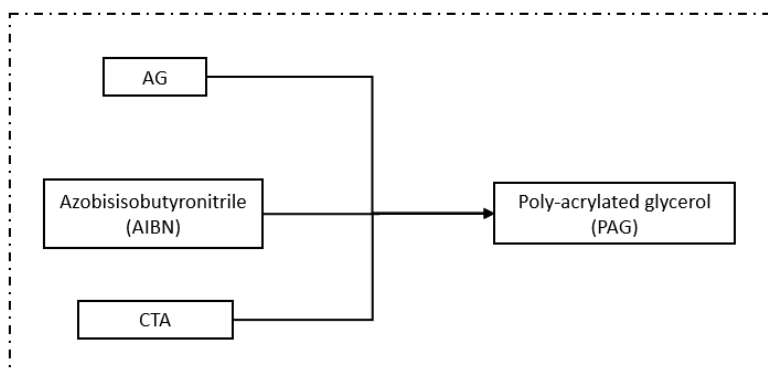 AG
Azobisisobutyronitrile
(AIBN)
Poly-acrylated glycerol
(PAG)
CTA